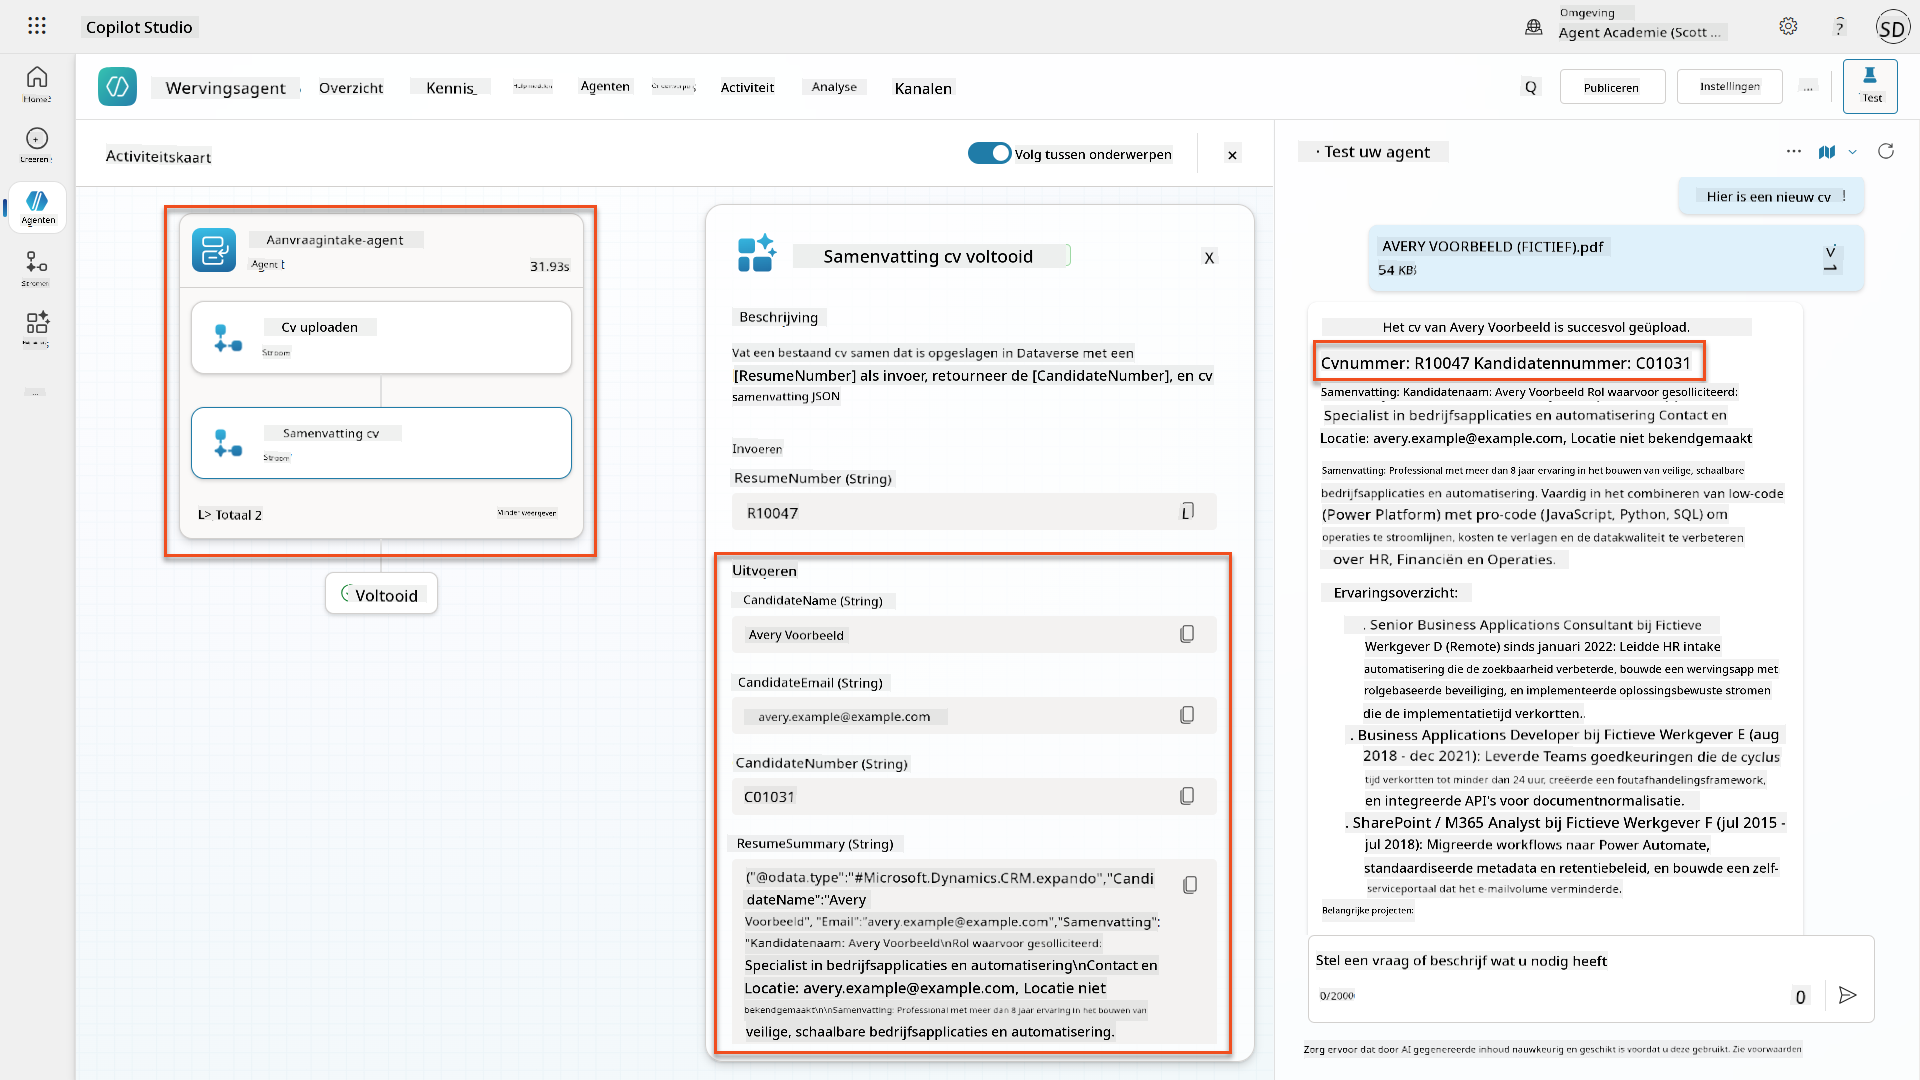 Copilot Studio
Omgeving
Agent Academie (Scott ...
?
SD
Home
Wervingsagent
Overzicht
Kennis
Agenten
Activiteit
Analyse
Kanalen
Q
Publiceren
Instellingen
...
Test
Creëren
Agenten
Stromen
...
Activiteitskaart
Volg tussen onderwerpen
x
Aanvraagintake-agent
Agent
31.93s
Cv uploaden
Stroom
Samenvatting cv
Stroom
L> Totaal 2
Minder weergeven
Voltooid
Samenvatting cv voltooid
X
Beschrijving
Vat een bestaand cv samen dat is opgeslagen in Dataverse met een
[ResumeNumber] als invoer, retourneer de [CandidateNumber], en cv
samenvatting JSON
Invoeren
ResumeNumber (String)
R10047
Uitvoeren
CandidateName (String)
Avery Voorbeeld
CandidateEmail (String)
avery.example@example.com
CandidateNumber (String)
C01031
ResumeSummary (String)
("@odata.type":"#Microsoft.Dynamics.CRM.expando","Candi
dateName":"Avery
Voorbeeld", "Email":"avery.example@example.com","Samenvatting":
"Kandidatenaam: Avery Voorbeeld\nRol waarvoor gesolliciteerd:
Specialist in bedrijfsapplicaties en automatisering\nContact en
Locatie: avery.example@example.com, Locatie niet
bekendgemaakt\n\nSamenvatting: Professional met meer dan 8 jaar ervaring in het bouwen van
veilige, schaalbare bedrijfsapplicaties en automatisering.
· Test uw agent
...
Hier is een nieuw cv !
AVERY VOORBEELD (FICTIEF).pdf
54 KB
Het cv van Avery Voorbeeld is succesvol geüpload.
Cvnummer: R10047 Kandidatennummer: C01031
Samenvatting: Kandidatenaam: Avery Voorbeeld Rol waarvoor gesolliciteerd:
Specialist in bedrijfsapplicaties en automatisering Contact en
Locatie: avery.example@example.com, Locatie niet bekendgemaakt
Samenvatting: Professional met meer dan 8 jaar ervaring in het bouwen van veilige, schaalbare
bedrijfsapplicaties en automatisering. Vaardig in het combineren van low-code
(Power Platform) met pro-code (JavaScript, Python, SQL) om
operaties te stroomlijnen, kosten te verlagen en de datakwaliteit te verbeteren
over HR, Financiën en Operaties.
Ervaringsoverzicht:
. Senior Business Applications Consultant bij Fictieve
Werkgever D (Remote) sinds januari 2022: Leidde HR intake
automatisering die de zoekbaarheid verbeterde, bouwde een wervingsapp met
rolgebaseerde beveiliging, en implementeerde oplossingsbewuste stromen
die de implementatietijd verkortten..
. Business Applications Developer bij Fictieve Werkgever E (aug
2018 - dec 2021): Leverde Teams goedkeuringen die de cyclus
tijd verkortten tot minder dan 24 uur, creëerde een foutafhandelingsframework,
en integreerde API's voor documentnormalisatie.
. SharePoint / M365 Analyst bij Fictieve Werkgever F (jul 2015 -
jul 2018): Migreerde workflows naar Power Automate,
standaardiseerde metadata en retentiebeleid, en bouwde een zelf-
serviceportaal dat het e-mailvolume verminderde.
Belangrijke projecten:
Stel een vraag of beschrijf wat u nodig heeft
0/2000
0
Zorg ervoor dat door AI gegenereerde inhoud nauwkeurig en geschikt is voordat u deze gebruikt. Zie voorwaarden